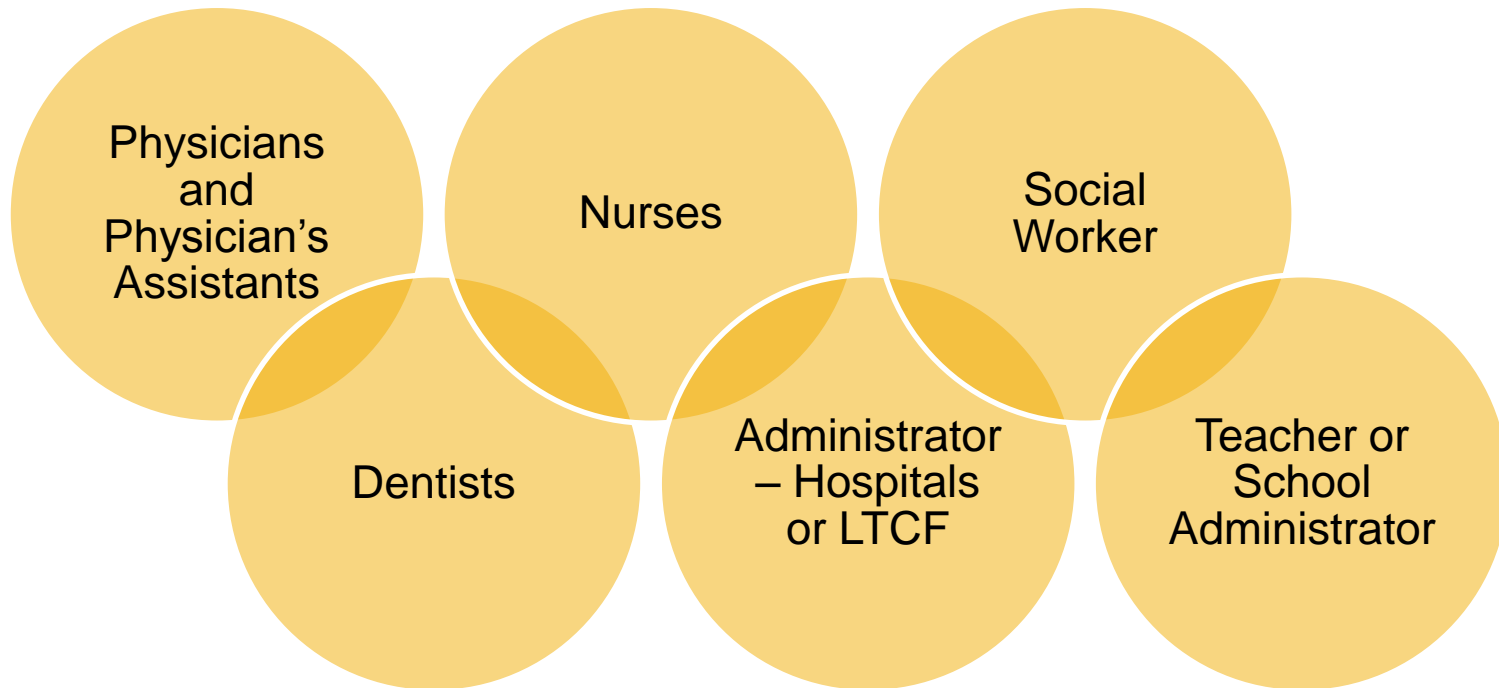 Physicians
and
Physician’s
Assistants
Nurses
Social
Worker
Dentists
Administrator
– Hospitals
or LTCF
Teacher or
School
Administrator